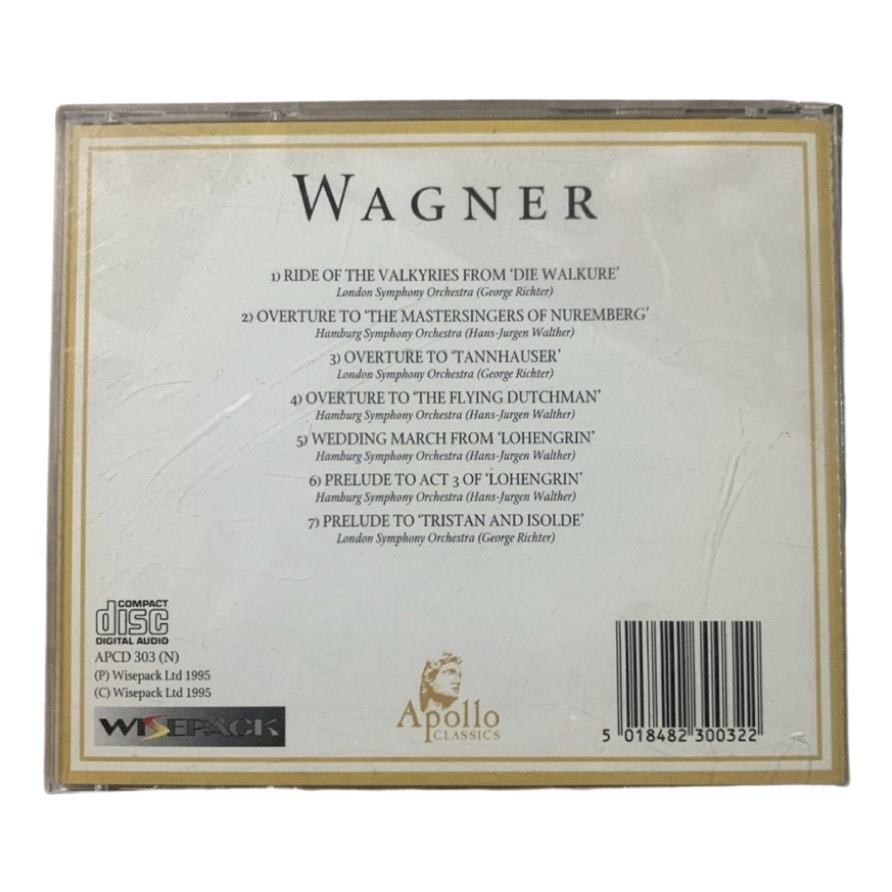 WAGNER
1) RIDE OF THE VALKYRIES FROM ‘DIE WALKURE’
London Symphony Orchestra (George Richter)
2) OVERTURE TO ‘THE MASTERSINGERS OF NUREMBERG’
Hamburg Symphony Orchestra (Hans-Jurgen Walther)
3) OVERTURE TO ‘TANNHAUSER’
London Symphony Orchestra (George Richter)
4) OVERTURE TO ‘THE FLYING DUTCHMAN’
Hamburg Symphony Orchestra (Hans-Jurgen Walther)
5) WEDDING MARCH FROM ‘LOHENGRIN’
Hamburg Symphony Orchestra (Hans-Jurgen Walther)
6) PRELUDE TO ACT 3 OF ‘LOHENGRIN’
Hamburg Symphony Orchestra (Hans-Jurgen Walther)
7) PRELUDE TO ‘TRISTAN AND ISOLDE’
London Symphony Orchestra (George Richter)
COMPACT
disc
DIGITAL AUDIO
APCD 303 (N)
(P) Wisepack Ltd 1995
(C) Wisepack Ltd 1995
WISEPACK
Apollo
CLASSICS
5 018482 300322